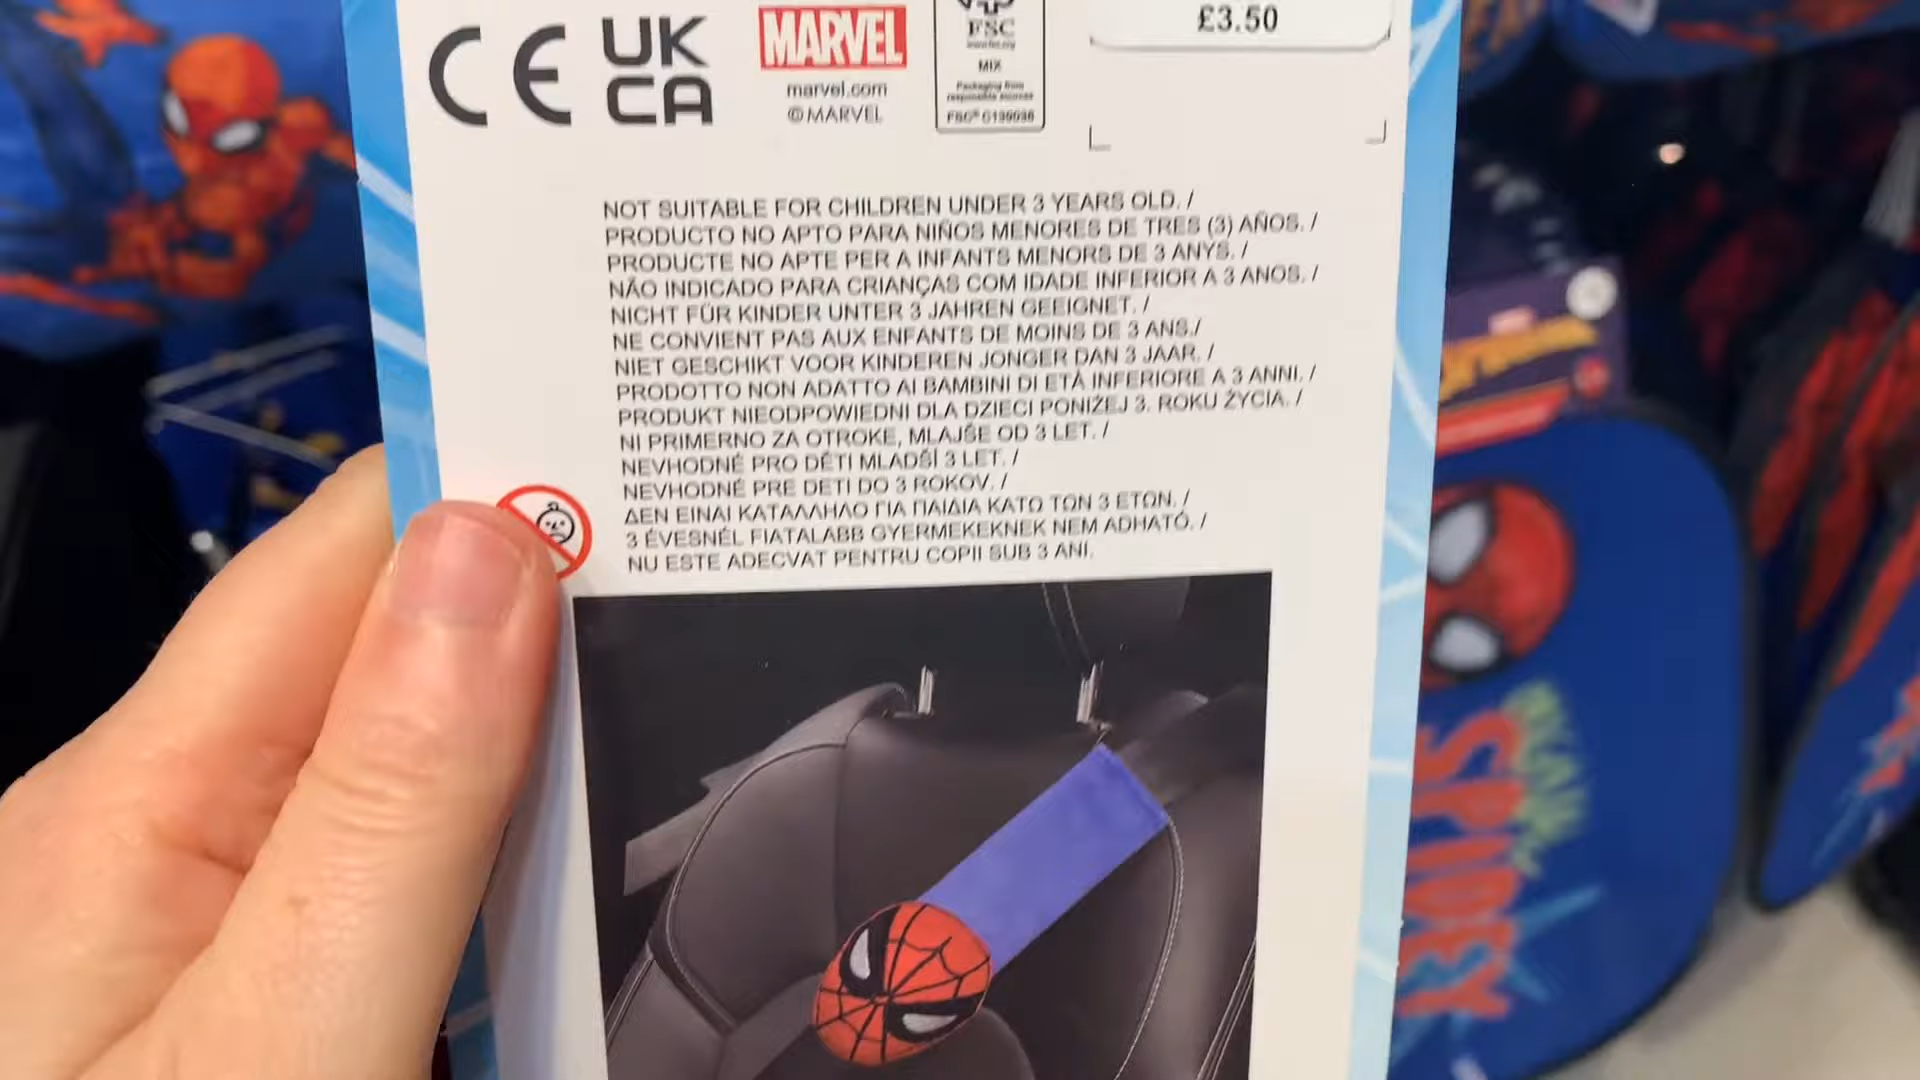 £3.50
CE
UK
CA
MARVEL
marvel.com
© MARVEL
FSC
www.fsc.org
MIX
Packaging from
responsible sources
NOT SUITABLE FOR CHILDREN UNDER 3 YEARS OLD. /
PRODUCTO NO APTO PARA NIÑOS MENORES DE TRES (3) AÑOS. /
PRODUCTE NO APTE PER A INFANTS MENORS DE 3 ANYS. /
NÃO INDICADO PARA CRIANÇAS COM IDADE INFERIOR A 3 ANOS. /
NICHT FÜR KINDER UNTER 3 JAHREN GEEIGNET. /
NE CONVIENT PAS AUX ENFANTS DE MOINS DE 3 ANS./
NIET GESCHIKT VOOR KINDEREN JONGER DAN 3 JAAR. /
PRODOTTO NON ADATTO AI BAMBINI DI ETÀ INFERIORE A 3 ANNI. /
PRODUKT NIEODPOWIEDNI DLA DZIECI PONIŻEJ 3. ROKU ŻYCIA. /
NI PRIMERNO ZA OTROKE, MLAJŠE OD 3 LET. /
NEVHODNÉ PRO DĚTI MLADŠÍ 3 LET. /
NEVHODNÉ PRE DETI DO 3 ROKOV. /
ΔΕΝ ΕΙΝΑΙ ΚΑΤΑΛΛΗΛΟ ΓΙΑ ΠΑΙΔΙΑ ΚΑΤΩ ΤΩΝ 3 ΕΤΩΝ. /
3 ÉVESNÉL FIATALABB GYERMEKEKNEK NEM ADHATÓ. /
NU ESTE ADECVAT PENTRU COPII SUB 3 ANI.
SPIDEY